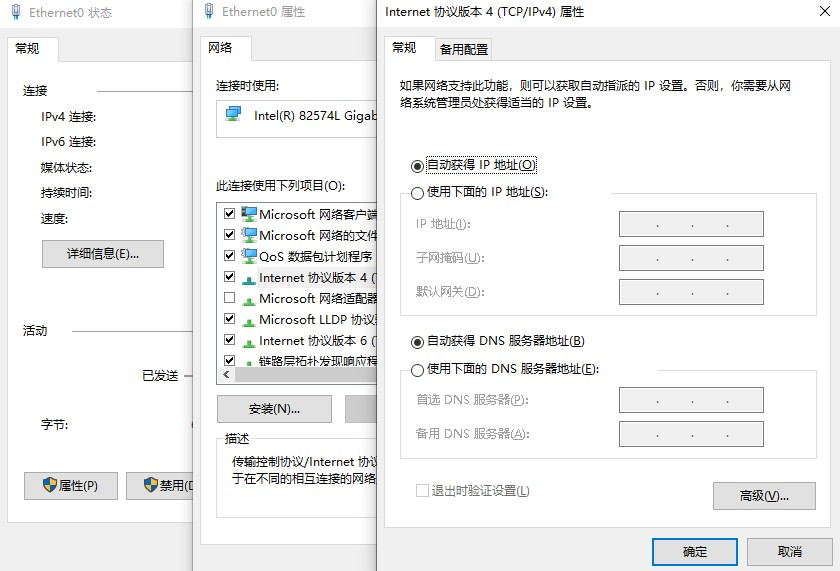 Ethernet0 状态
常规
连接
IPv4 连接:
IPv6 连接:
媒体状态:
持续时间:
速度:
详细信息(E)...
活动
已发送
字节:
属性(P)
禁用(D
Ethernet0 属性
网络
连接时使用:
Intel(R) 82574L Gigab
此连接使用下列项目(O):
Microsoft 网络客户端
Microsoft 网络的文件
QoS 数据包计划程序
Internet 协议版本 4 (T
Microsoft 网络适配器
Microsoft LLDP 协议
Internet 协议版本 6 (
链路层拓扑发现响应程
安装(N)...
描述
传输控制协议/Internet 协议
于在不同的相互连接的网络
Internet 协议版本 4 (TCP/IPv4) 属性
常规
备用配置
如果网络支持此功能，则可以获取自动指派的 IP 设置。否则，你需要从网
络系统管理员处获得适当的 IP 设置。
自动获得 IP 地址(O)
使用下面的 IP 地址(S):
IP 地址(I):
子网掩码(U):
默认网关(D):
自动获得 DNS 服务器地址(B)
使用下面的 DNS 服务器地址(E):
首选 DNS 服务器(P):
备用 DNS 服务器(A):
退出时验证设置(L)
高级(V)...
确定
取消